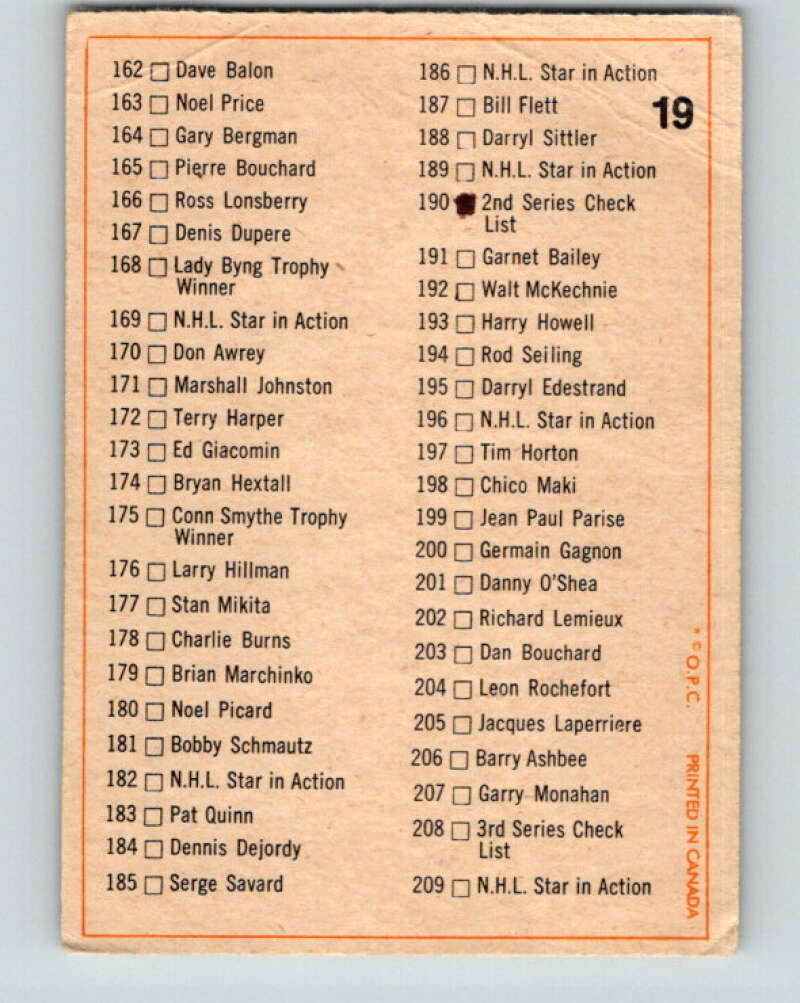 162 Dave Balon
163 Noel Price
164 Gary Bergman
165 Pierre Bouchard
166 Ross Lonsberry
167 Denis Dupere
168 Lady Byng Trophy
Winner
169 N.H.L. Star in Action
170 Don Awrey
171 Marshall Johnston
172 Terry Harper
173 Ed Giacomin
174 Bryan Hextall
175 Conn Smythe Trophy
Winner
176 Larry Hillman
177 Stan Mikita
178 Charlie Burns
179 Brian Marchinko
180 Noel Picard
181 Bobby Schmautz
182 N.H.L. Star in Action
183 Pat Quinn
184 Dennis Dejordy
185 Serge Savard
186 N.H.L. Star in Action
187 Bill Flett
19
188 Darryl Sittler
189 N.H.L. Star in Action
190 2nd Series Check
List
191 Garnet Bailey
192 Walt McKechnie
193 Harry Howell
194 Rod Seiling
195 Darryl Edestrand
196 N.H.L. Star in Action
197 Tim Horton
198 Chico Maki
199 Jean Paul Parise
200 Germain Gagnon
201 Danny O'Shea
202 Richard Lemieux
203 Dan Bouchard
204 Leon Rochefort
205 Jacques Laperriere
206 Barry Ashbee
207 Garry Monahan
208 3rd Series Check
List
209 N.H.L. Star in Action
* © O.P.C. PRINTED IN CANADA